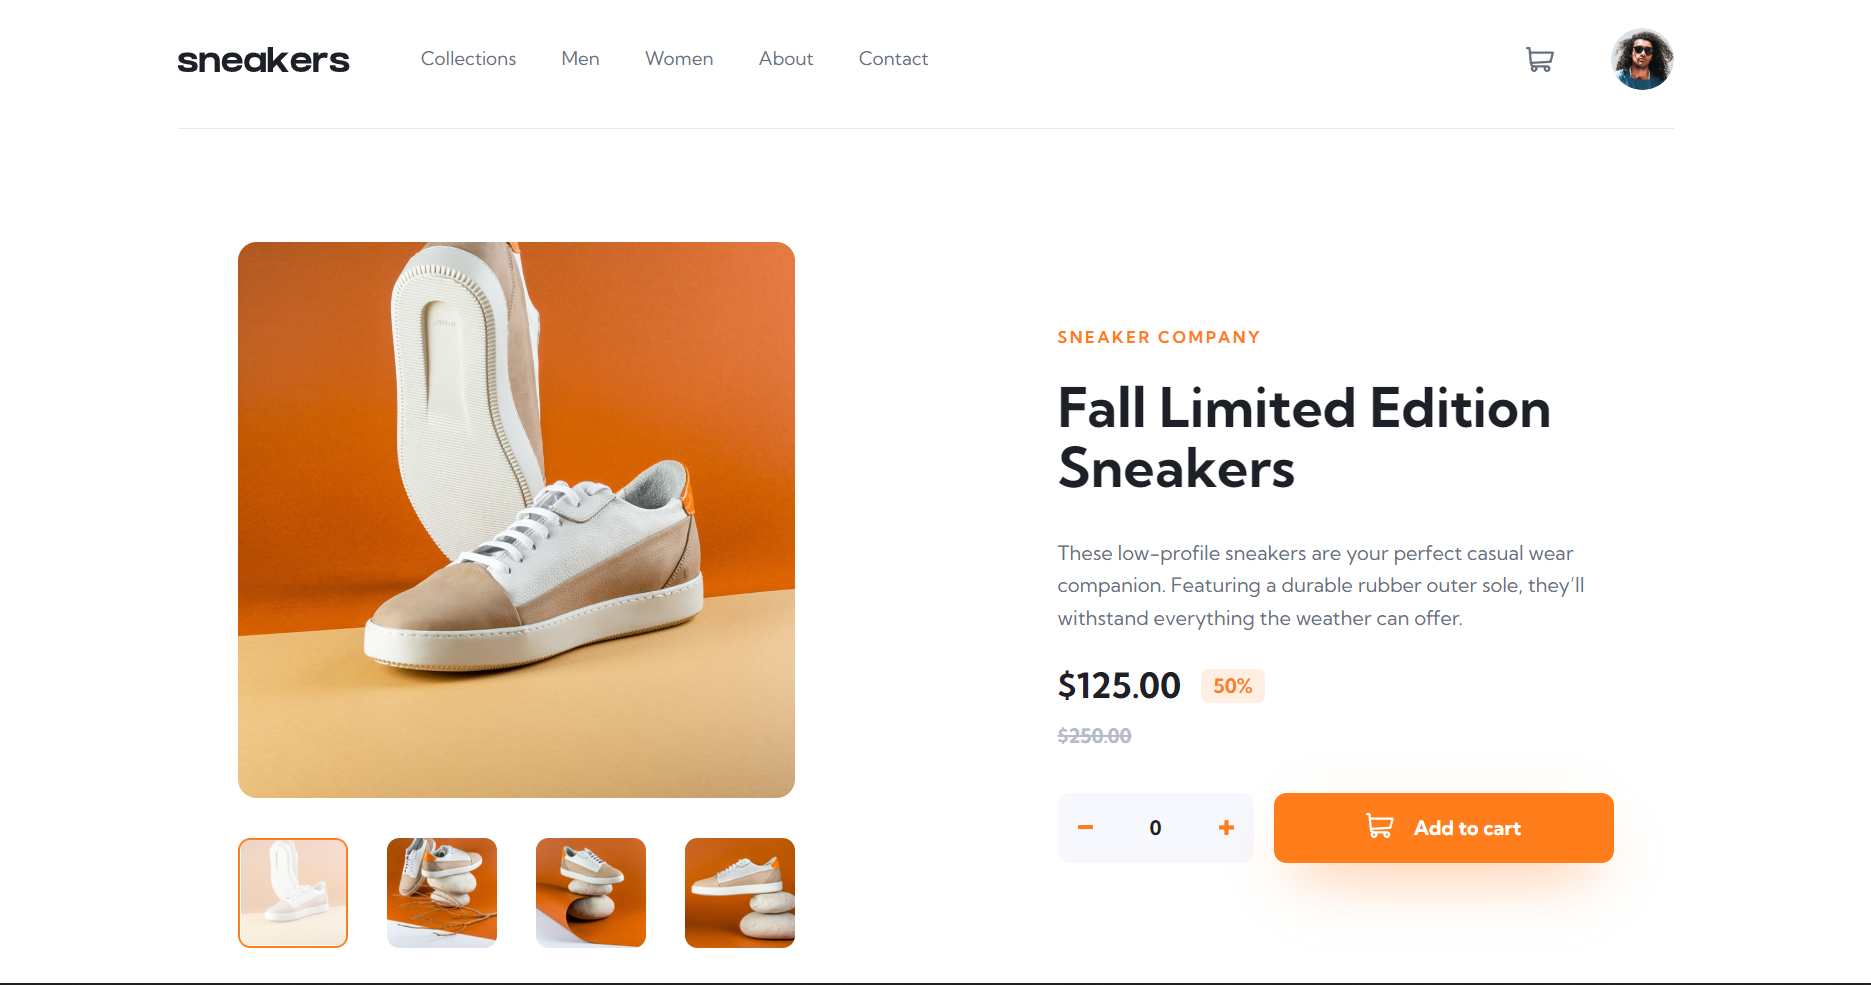 sneakers
Collections
Men
Women
About
Contact
SNEAKER COMPANY
Fall Limited Edition
Sneakers
These low-profile sneakers are your perfect casual wear
companion. Featuring a durable rubber outer sole, they’ll
withstand everything the weather can offer.
$125.00
50%
$250.00
0
Add to cart